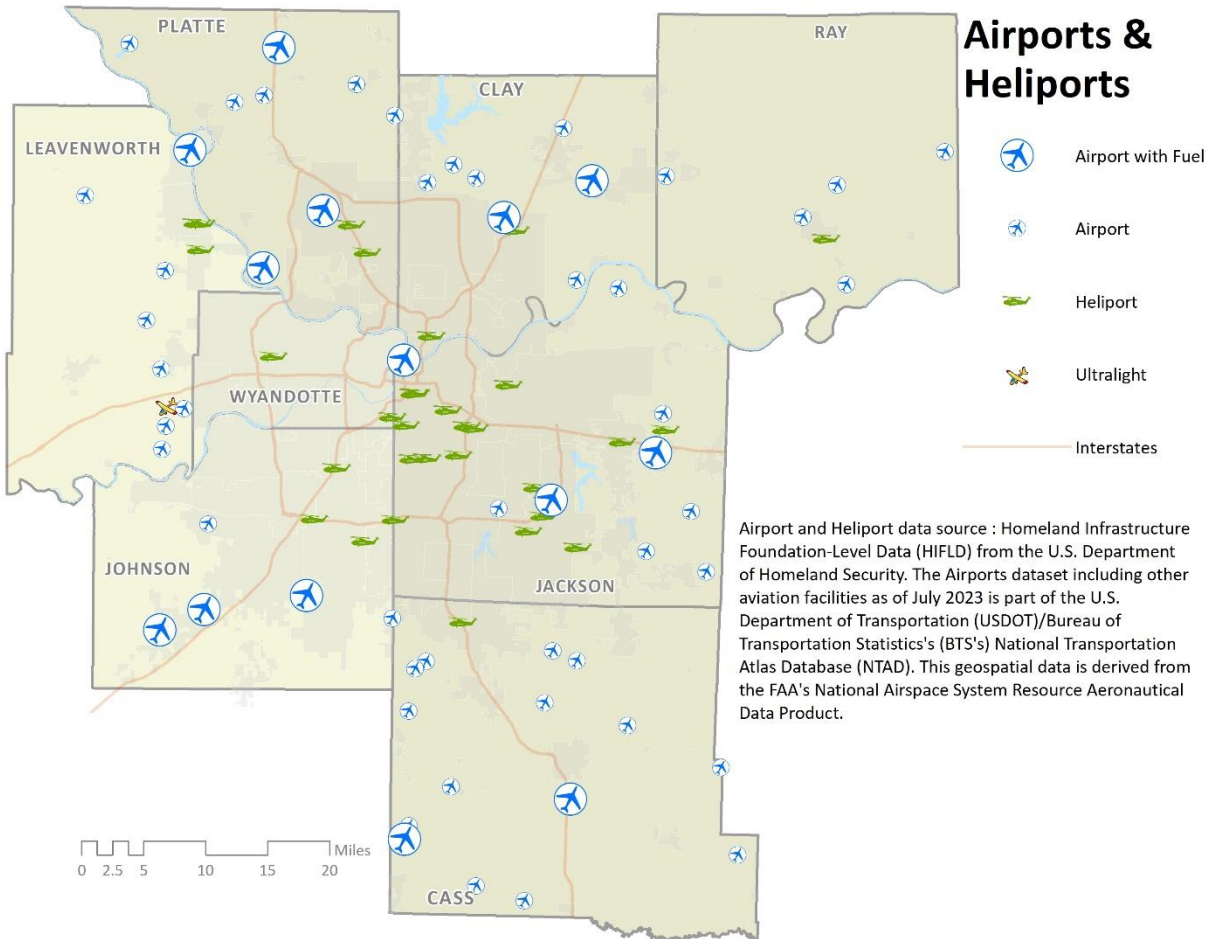 Airports &
Heliports
PLATTE
RAY
CLAY
LEAVENWORTH
Airport with Fuel
Airport
Heliport
Ultralight
WYANDOTTE
Interstates
Airport and Heliport data source : Homeland Infrastructure
Foundation-Level Data (HIFLD) from the U.S. Department
of Homeland Security. The Airports dataset including other
aviation facilities as of July 2023 is part of the U.S.
Department of Transportation (USDOT)/Bureau of
Transportation Statistics's (BTS's) National Transportation
Atlas Database (NTAD). This geospatial data is derived from
the FAA's National Airspace System Resource Aeronautical
Data Product.
JOHNSON
JACKSON
Miles
0 2.5 5 10 15 20
CASS